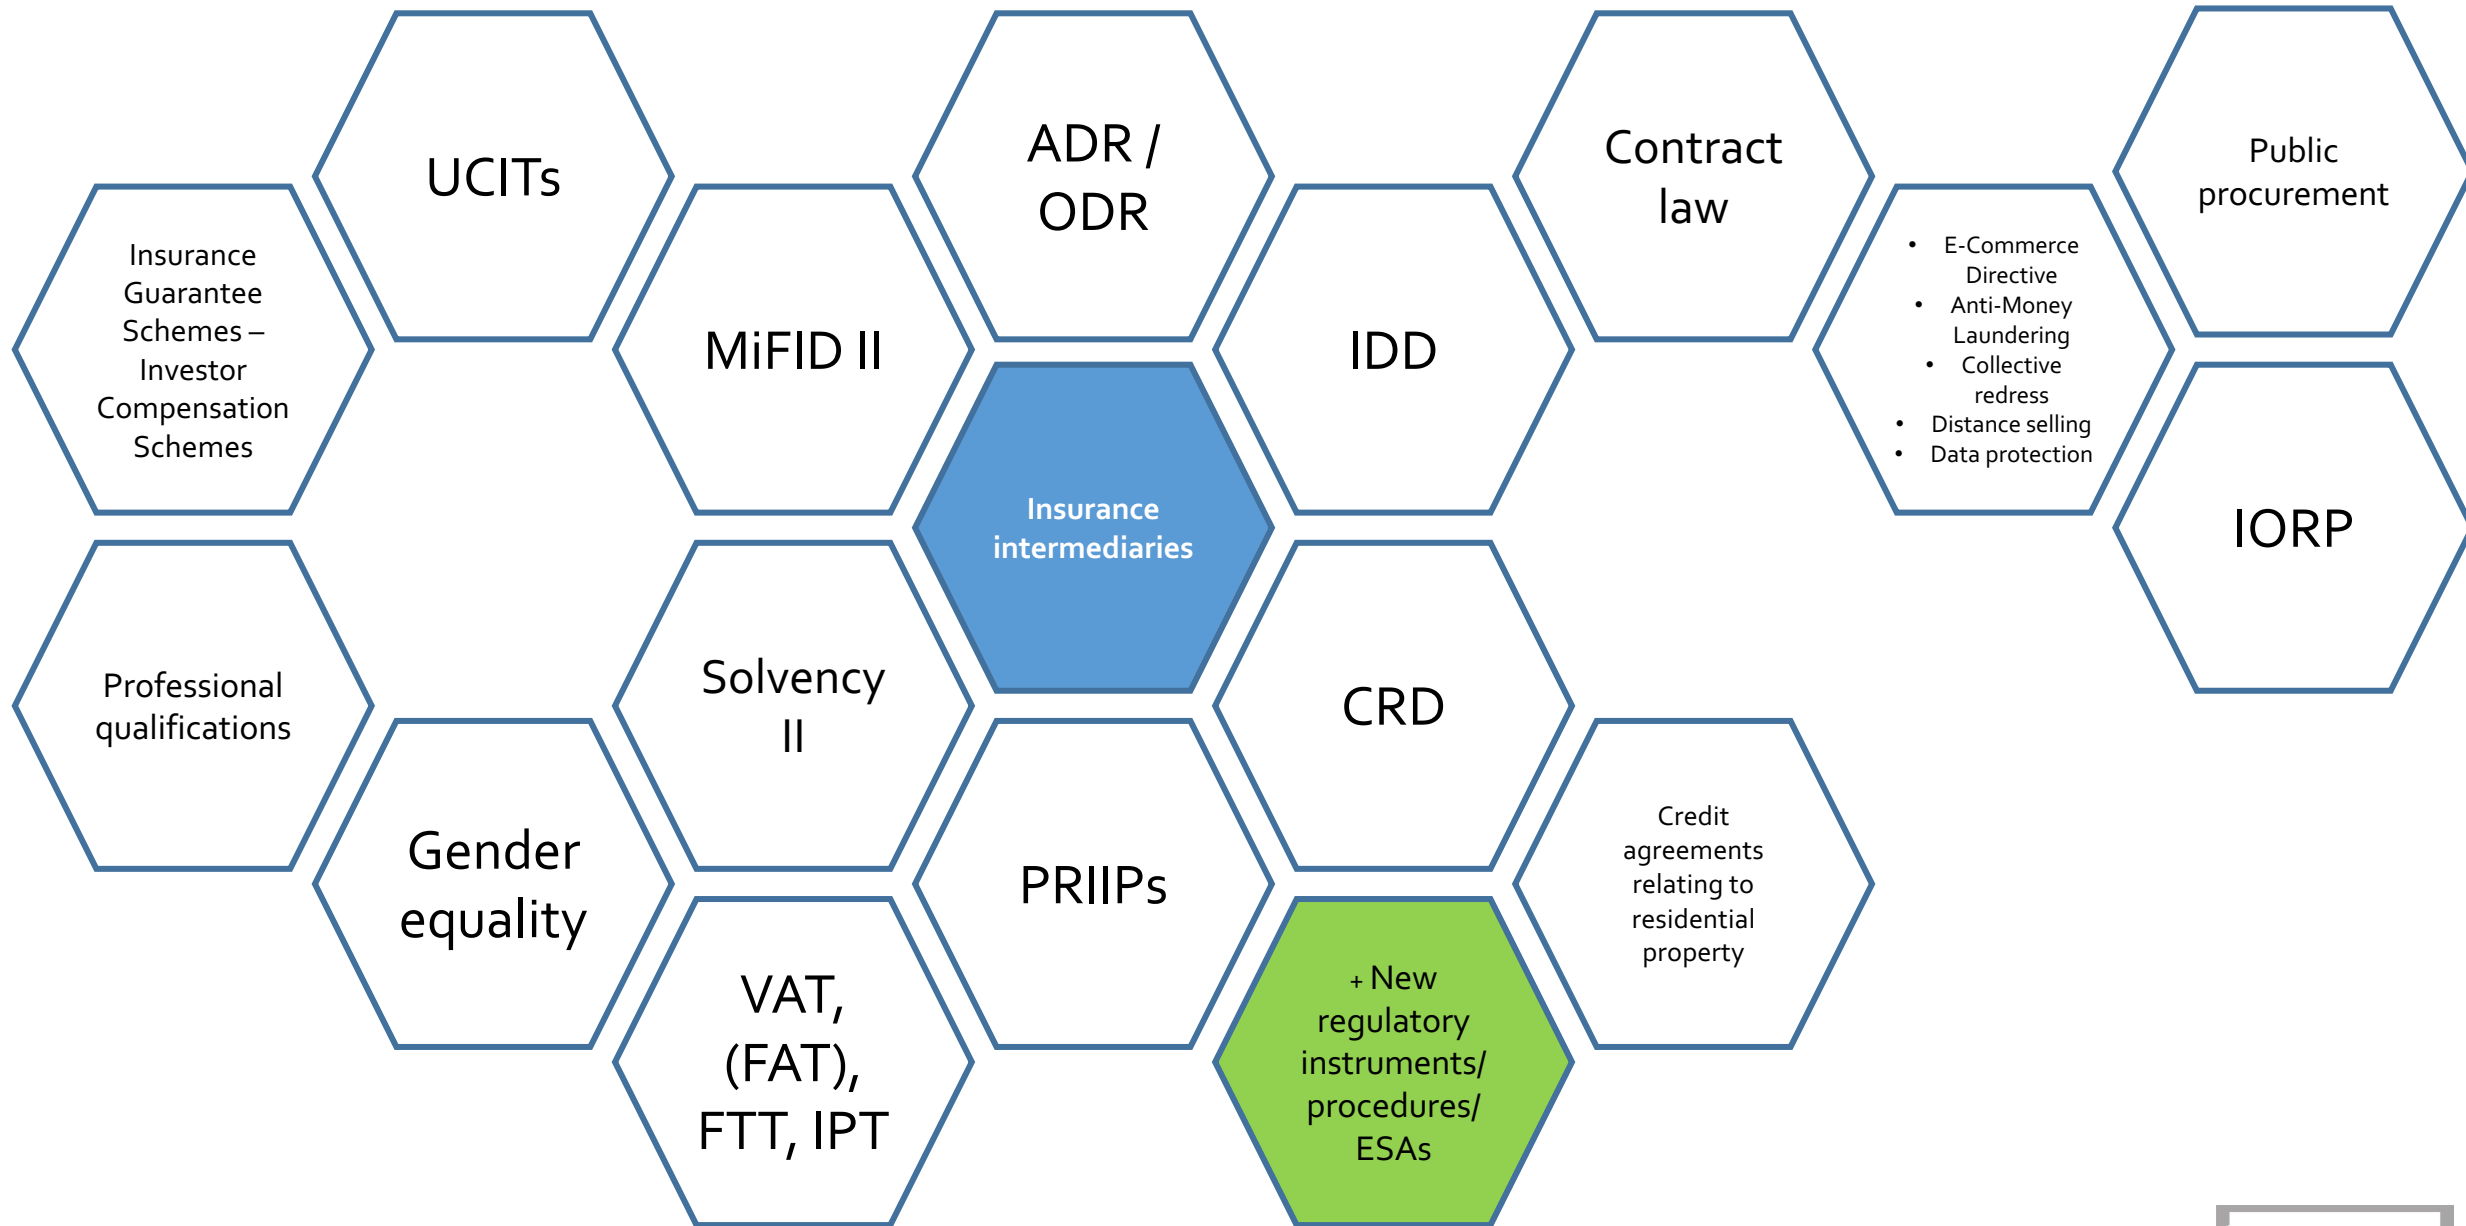 UCITs
ADR /
ODR
Contract
law
Public
procurement
Insurance
Guarantee
Schemes –
Investor
Compensation
Schemes
MiFID II
IDD
• E-Commerce
Directive
• Anti-Money
Laundering
• Collective
redress
• Distance selling
• Data protection
Insurance
intermediaries
IORP
Professional
qualifications
Solvency
II
CRD
Gender
equality
PRIIPs
Credit
agreements
relating to
residential
property
VAT,
(FAT),
FTT, IPT
+ New
regulatory
instruments/
procedures/
ESAs